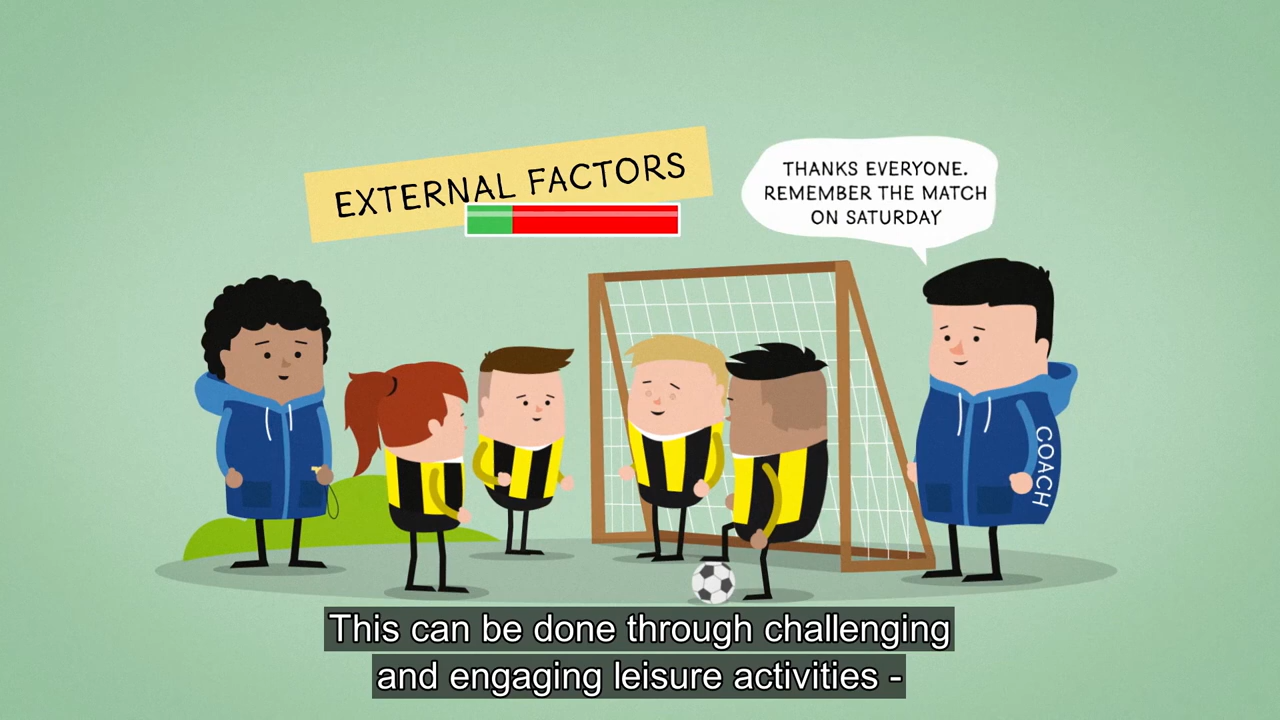 EXTERNAL FACTORS
THANKS EVERYONE.
REMEMBER THE MATCH
ON SATURDAY
COACH
This can be done through challenging
and engaging leisure activities -